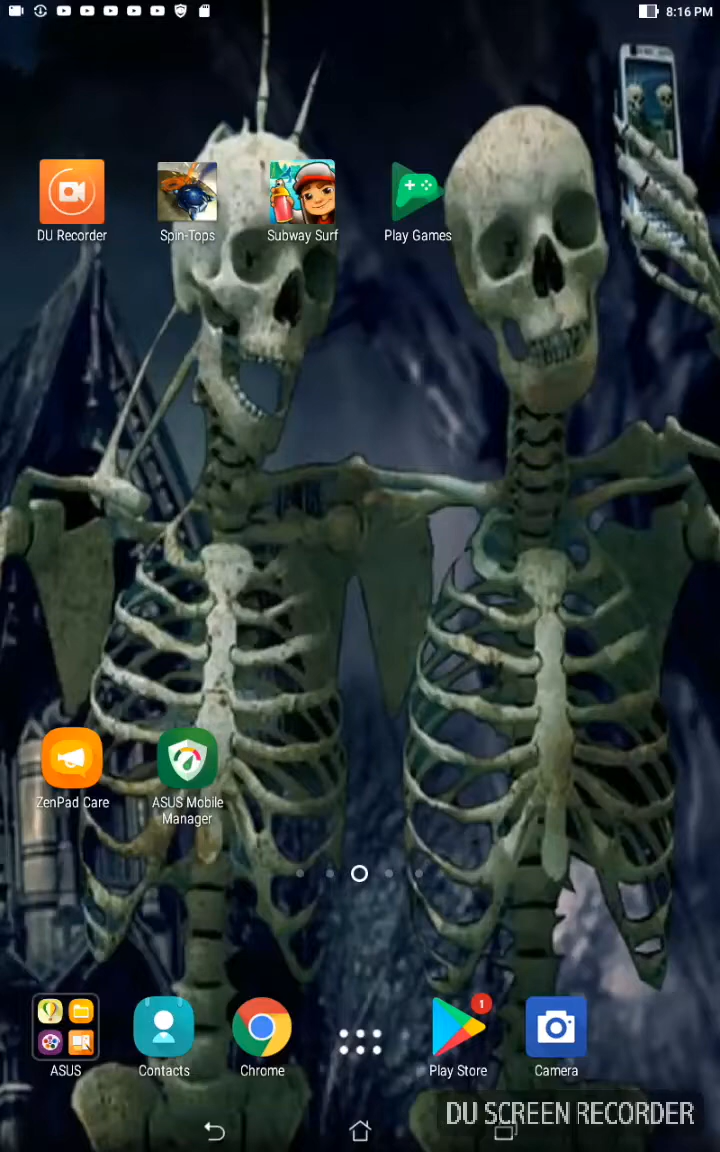 8:16 PM
DU Recorder
Spin-Tops
Subway Surf
Play Games
ZenPad Care
ASUS Mobile
Manager
1
ASUS
Contacts
Chrome
Play Store
Camera
DU SCREEN RECORDER